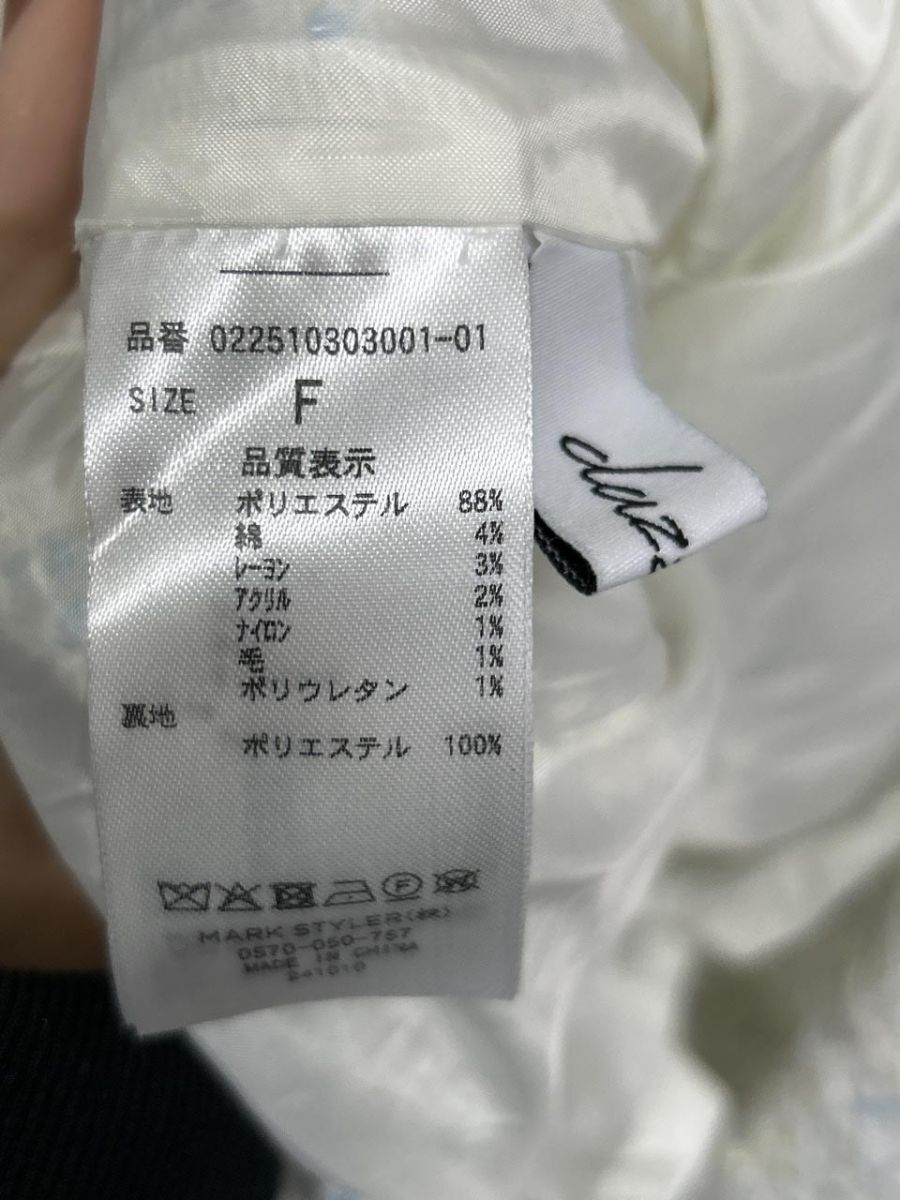 品番 022510303001-01
SIZE F
品質表示
表地 ポリエステル 88%
綿 4%
レーヨン 3%
アクリル 2%
ナイロン 1%
毛 1%
ポリウレタン 1%
裏地
ポリエステル 100%
MARK STYLER(株)
0570-050-757
MADE IN CHINA
241010